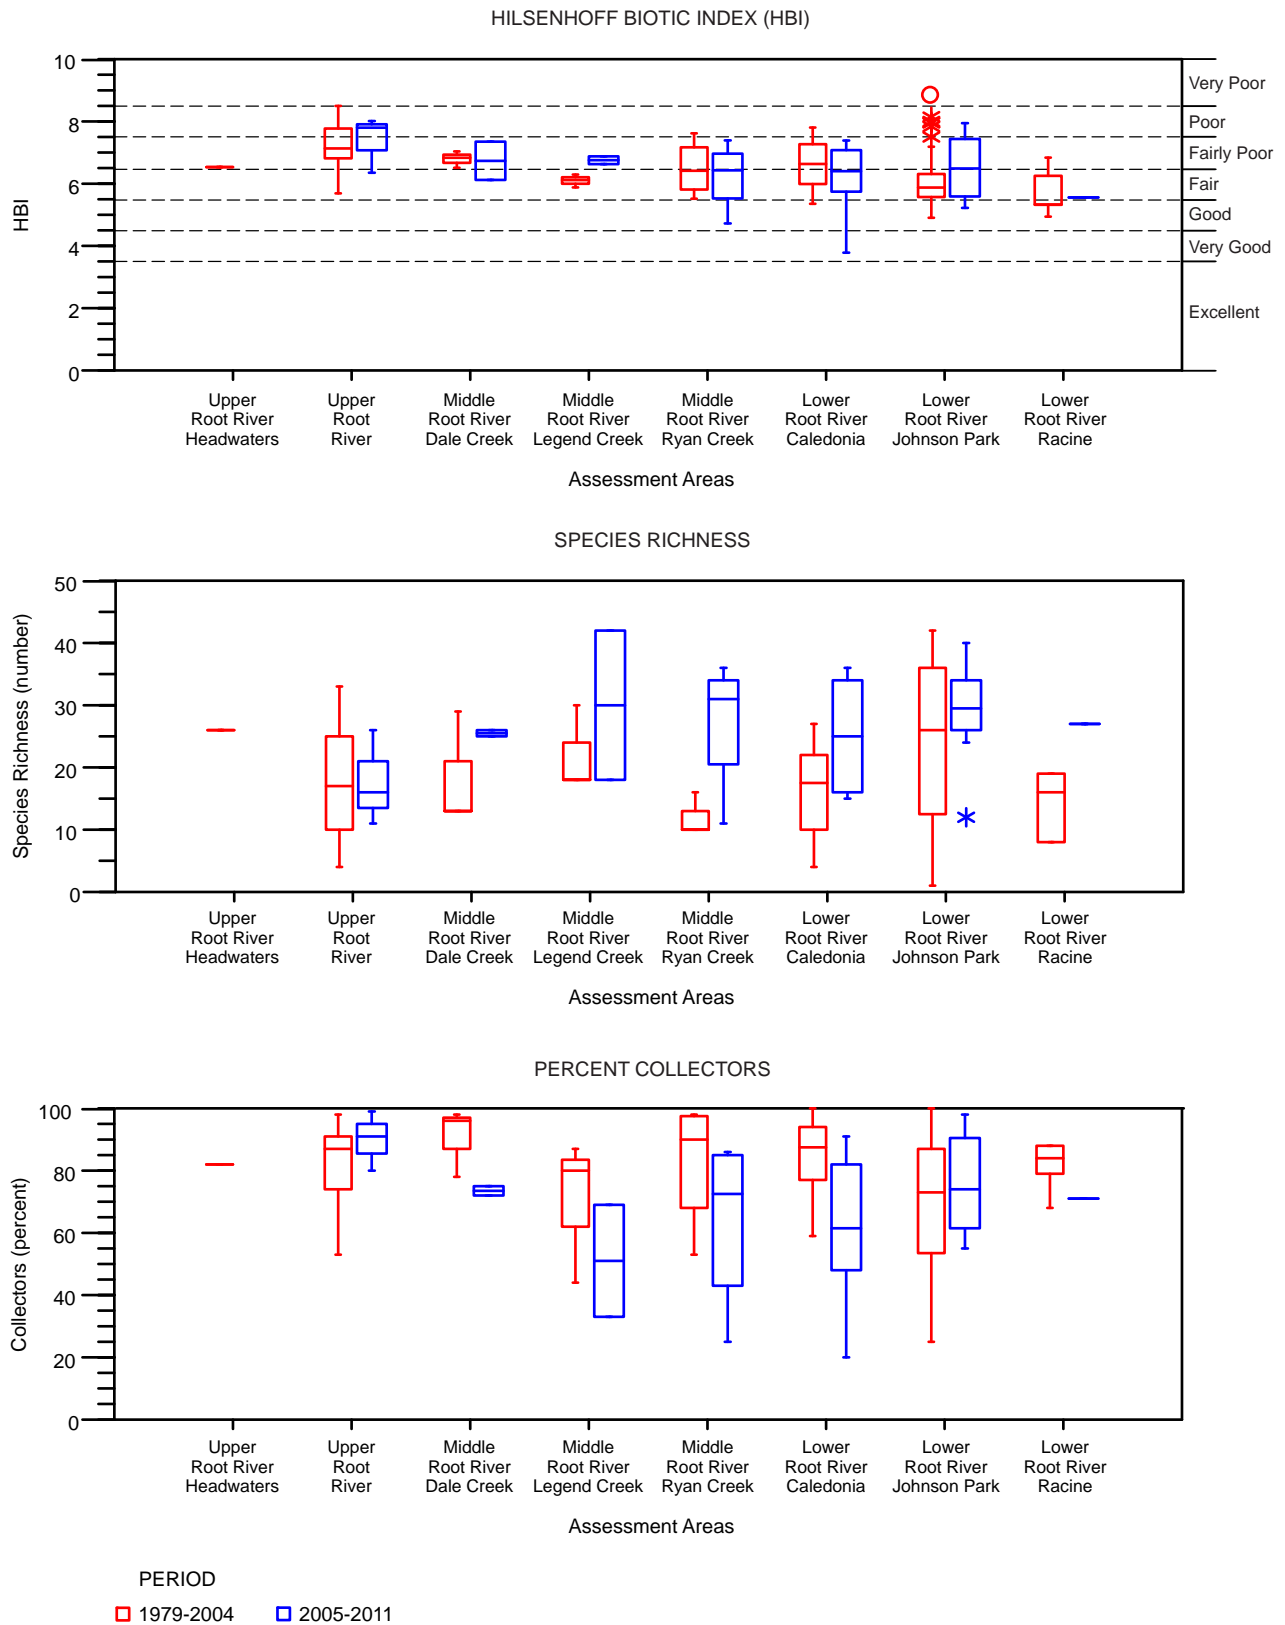 HILSENHOFF BIOTIC INDEX (HBI)
10
8
6
4
2
0
HBI
Very Poor
Poor
Fairly Poor
Fair
Good
Very Good
Excellent
Upper
Root River
Headwaters
Upper
Root
River
Middle
Root River
Dale Creek
Middle
Root River
Legend Creek
Middle
Root River
Ryan Creek
Lower
Root River
Caledonia
Lower
Root River
Johnson Park
Lower
Root River
Racine
Assessment Areas
SPECIES RICHNESS
50
40
30
20
10
0
Species Richness (number)
Upper
Root River
Headwaters
Upper
Root
River
Middle
Root River
Dale Creek
Middle
Root River
Legend Creek
Middle
Root River
Ryan Creek
Lower
Root River
Caledonia
Lower
Root River
Johnson Park
Lower
Root River
Racine
Assessment Areas
PERCENT COLLECTORS
100
80
60
40
20
0
Collectors (percent)
Upper
Root River
Headwaters
Upper
Root
River
Middle
Root River
Dale Creek
Middle
Root River
Legend Creek
Middle
Root River
Ryan Creek
Lower
Root River
Caledonia
Lower
Root River
Johnson Park
Lower
Root River
Racine
Assessment Areas
PERIOD
1979-2004
2005-2011